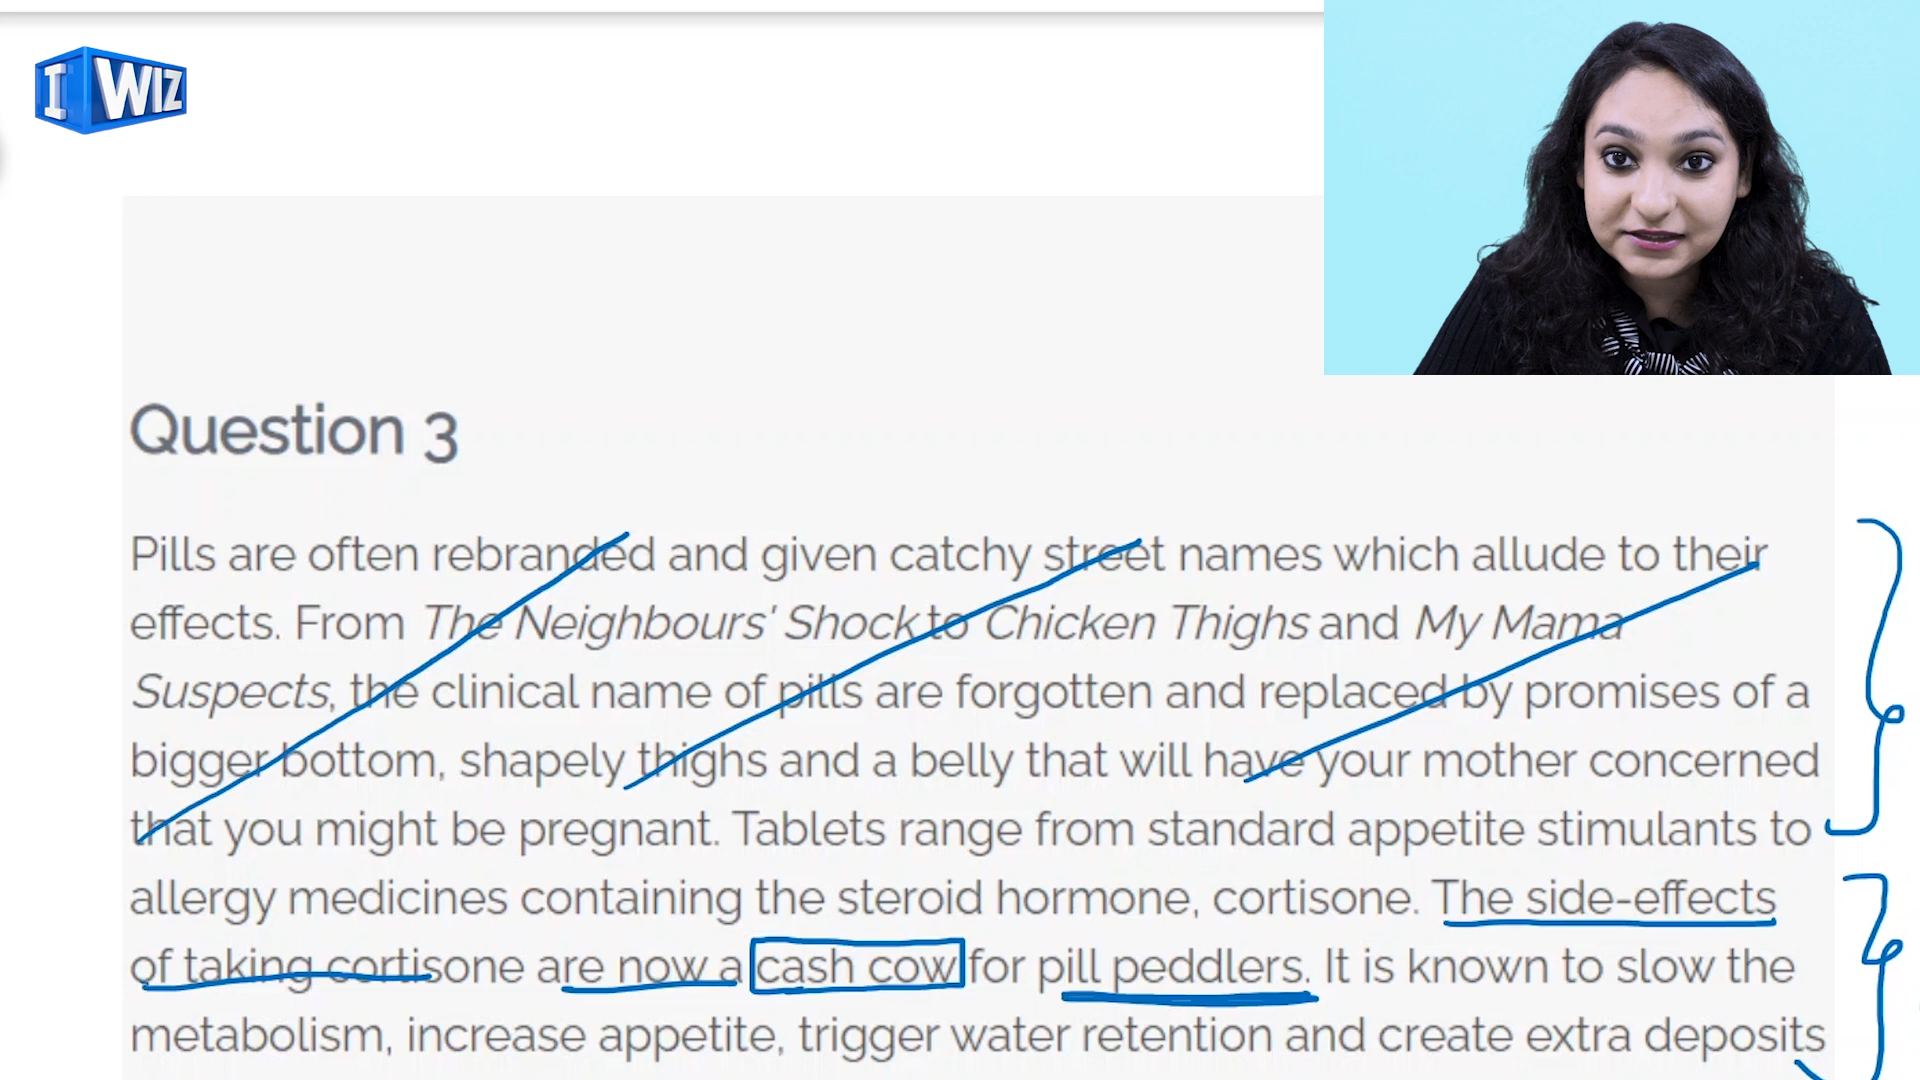 I WIZ
Question 3
Pills are often rebranded and given catchy street names which allude to their
effects. From The Neighbours' Shock to Chicken Thighs and My Mama
Suspects, the clinical name of pills are forgotten and replaced by promises of a
bigger bottom, shapely thighs and a belly that will have your mother concerned
that you might be pregnant. Tablets range from standard appetite stimulants to
allergy medicines containing the steroid hormone, cortisone. The side-effects
of taking cortisone are now a cash cow for pill peddlers. It is known to slow the
metabolism, increase appetite, trigger water retention and create extra deposits